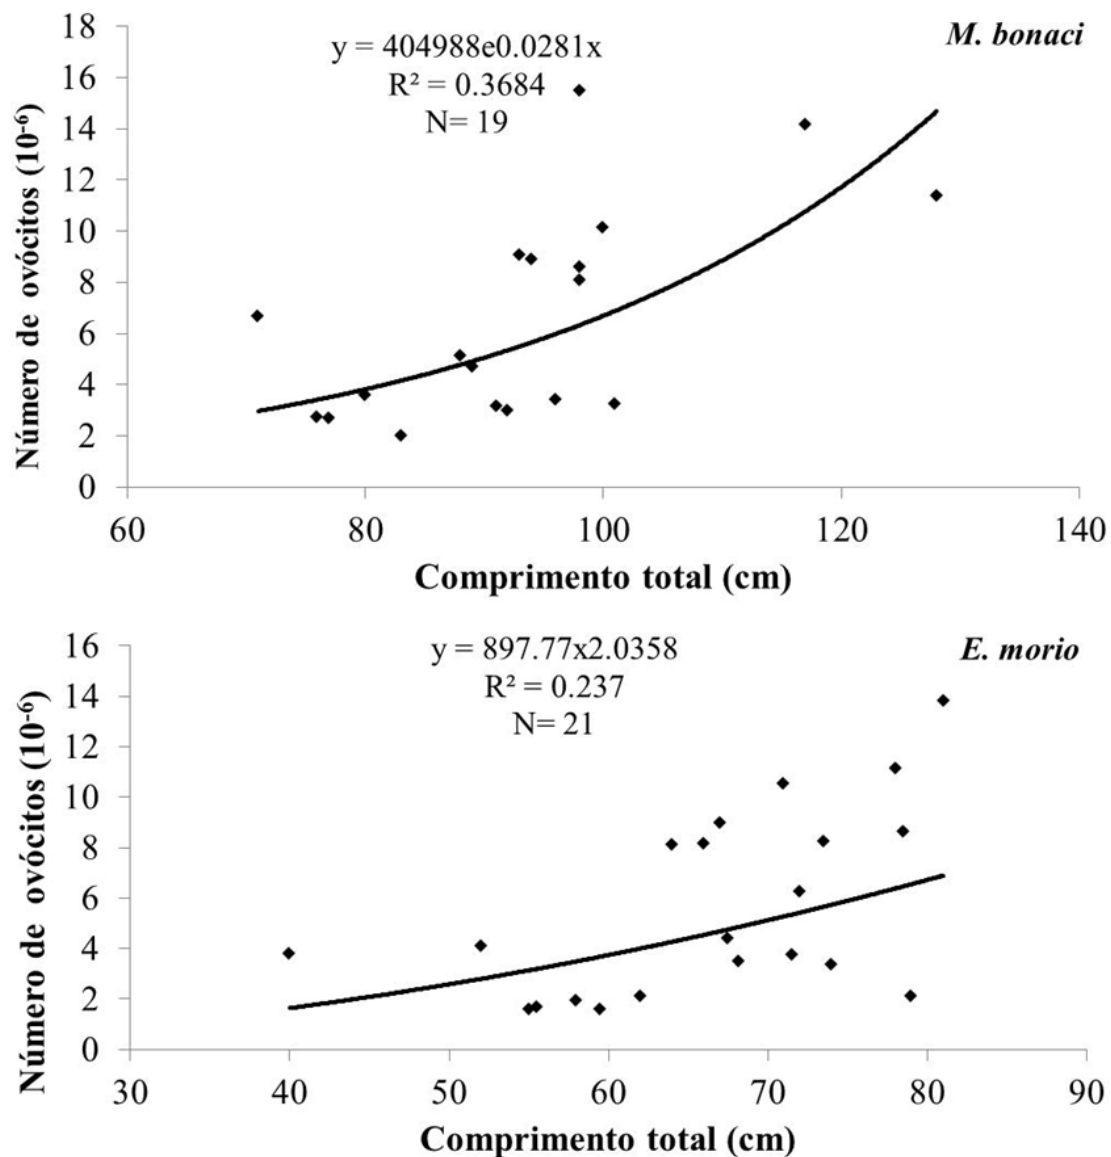 M. bonaci
y = 404988e0.0281x
R² = 0.3684
N= 19
Número de ovócitos (10⁻⁶)
18
16
14
12
10
8
6
4
2
0
60 80 100 120 140
Comprimento total (cm)
E. morio
y = 897.77x2.0358
R² = 0.237
N= 21
Número de ovócitos (10⁻⁶)
16
14
12
10
8
6
4
2
0
30 40 50 60 70 80 90
Comprimento total (cm)